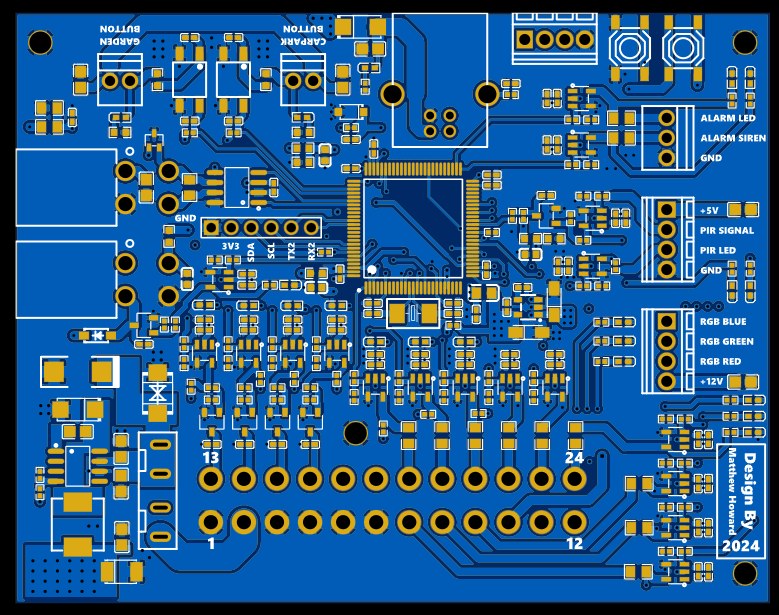 GARDEN
BUTTON
CARPARK
BUTTON
ALARM LED
ALARM SIREN
GND
GND
3V3
SDA
SCL
TX2
RX2
+5V
PIR SIGNAL
PIR LED
GND
RGB BLUE
RGB GREEN
RGB RED
+12V
13
24
1
12
Design By
Matthew Howard
2024